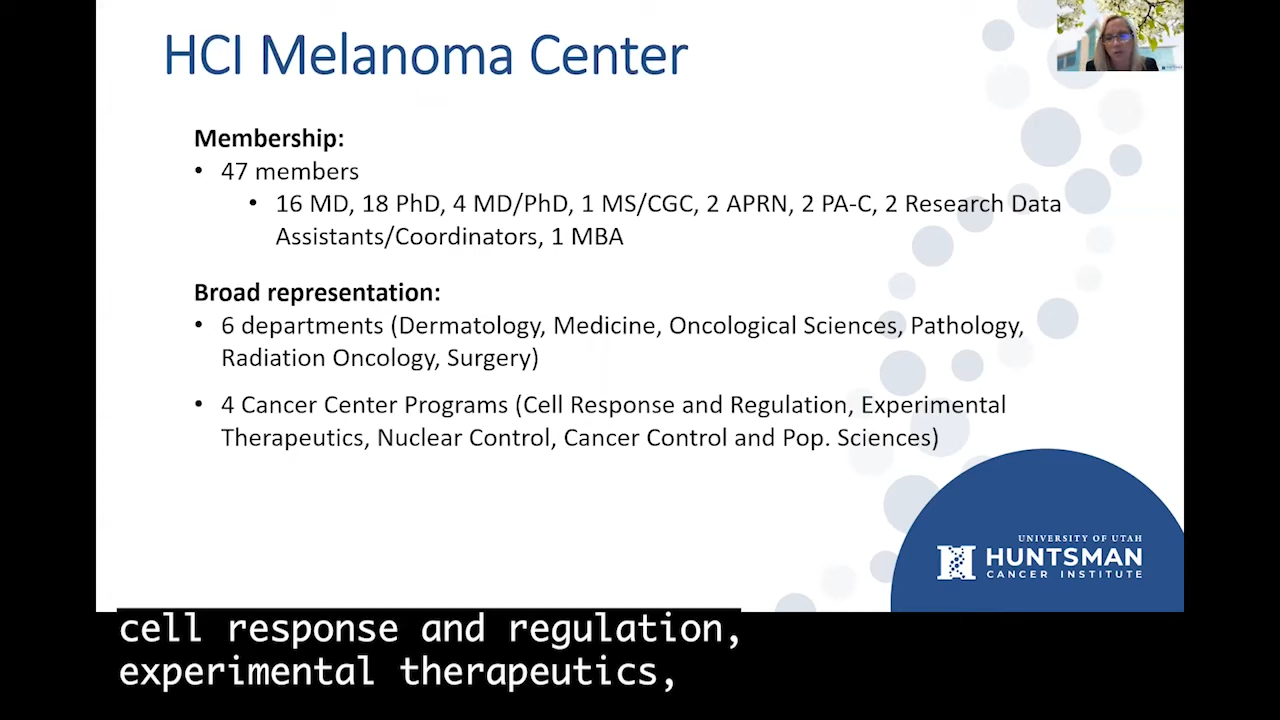 HCI Melanoma Center
Membership:
• 47 members
• 16 MD, 18 PhD, 4 MD/PhD, 1 MS/CGC, 2 APRN, 2 PA-C, 2 Research Data
Assistants/Coordinators, 1 MBA
Broad representation:
• 6 departments (Dermatology, Medicine, Oncological Sciences, Pathology,
Radiation Oncology, Surgery)
• 4 Cancer Center Programs (Cell Response and Regulation, Experimental
Therapeutics, Nuclear Control, Cancer Control and Pop. Sciences)
UNIVERSITY OF UTAH
HUNTSMAN
CANCER INSTITUTE
cell response and regulation,
experimental therapeutics,